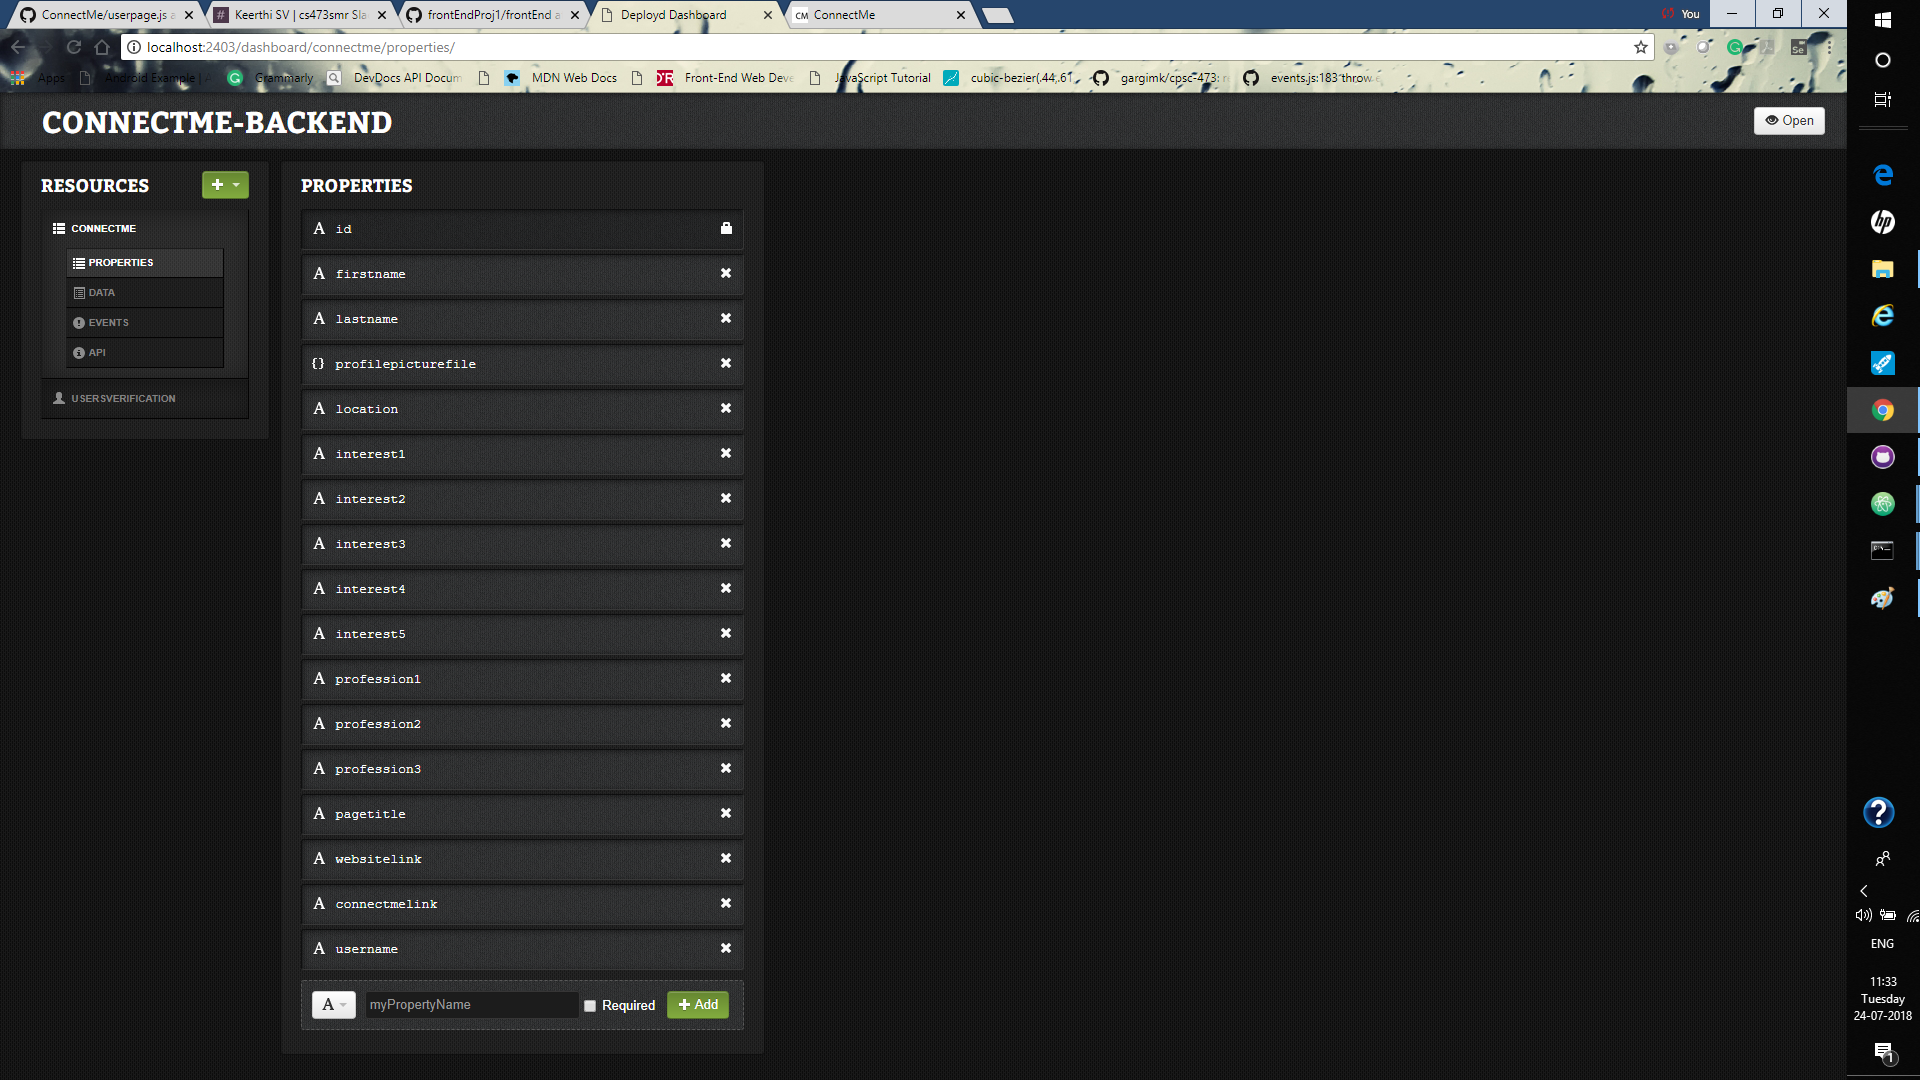 ConnectMe/userpage.js a
Keerthi SV | cs473smr Sla
frontEndProj1/frontEnd a
Deployd Dashboard
CM ConnectMe
You
localhost:2403/dashboard/connectme/properties/
Apps
Android Example | A
Grammarly
DevDocs API Docum
MDN Web Docs
Front-End Web Deve
JavaScript Tutorial
cubic-bezier(.44,.61
gargimk/cpsc-473: re
events.js:183 throw e
CONNECTME-BACKEND
Open
RESOURCES
CONNECTME
PROPERTIES
DATA
EVENTS
API
USERSVERIFICATION
PROPERTIES
A id
A firstname
A lastname
{} profilepicturefile
A location
A interest1
A interest2
A interest3
A interest4
A interest5
A profession1
A profession2
A profession3
A pagetitle
A websitelink
A connectmelink
A username
A myPropertyName Required + Add
ENG
11:33
Tuesday
24-07-2018
1